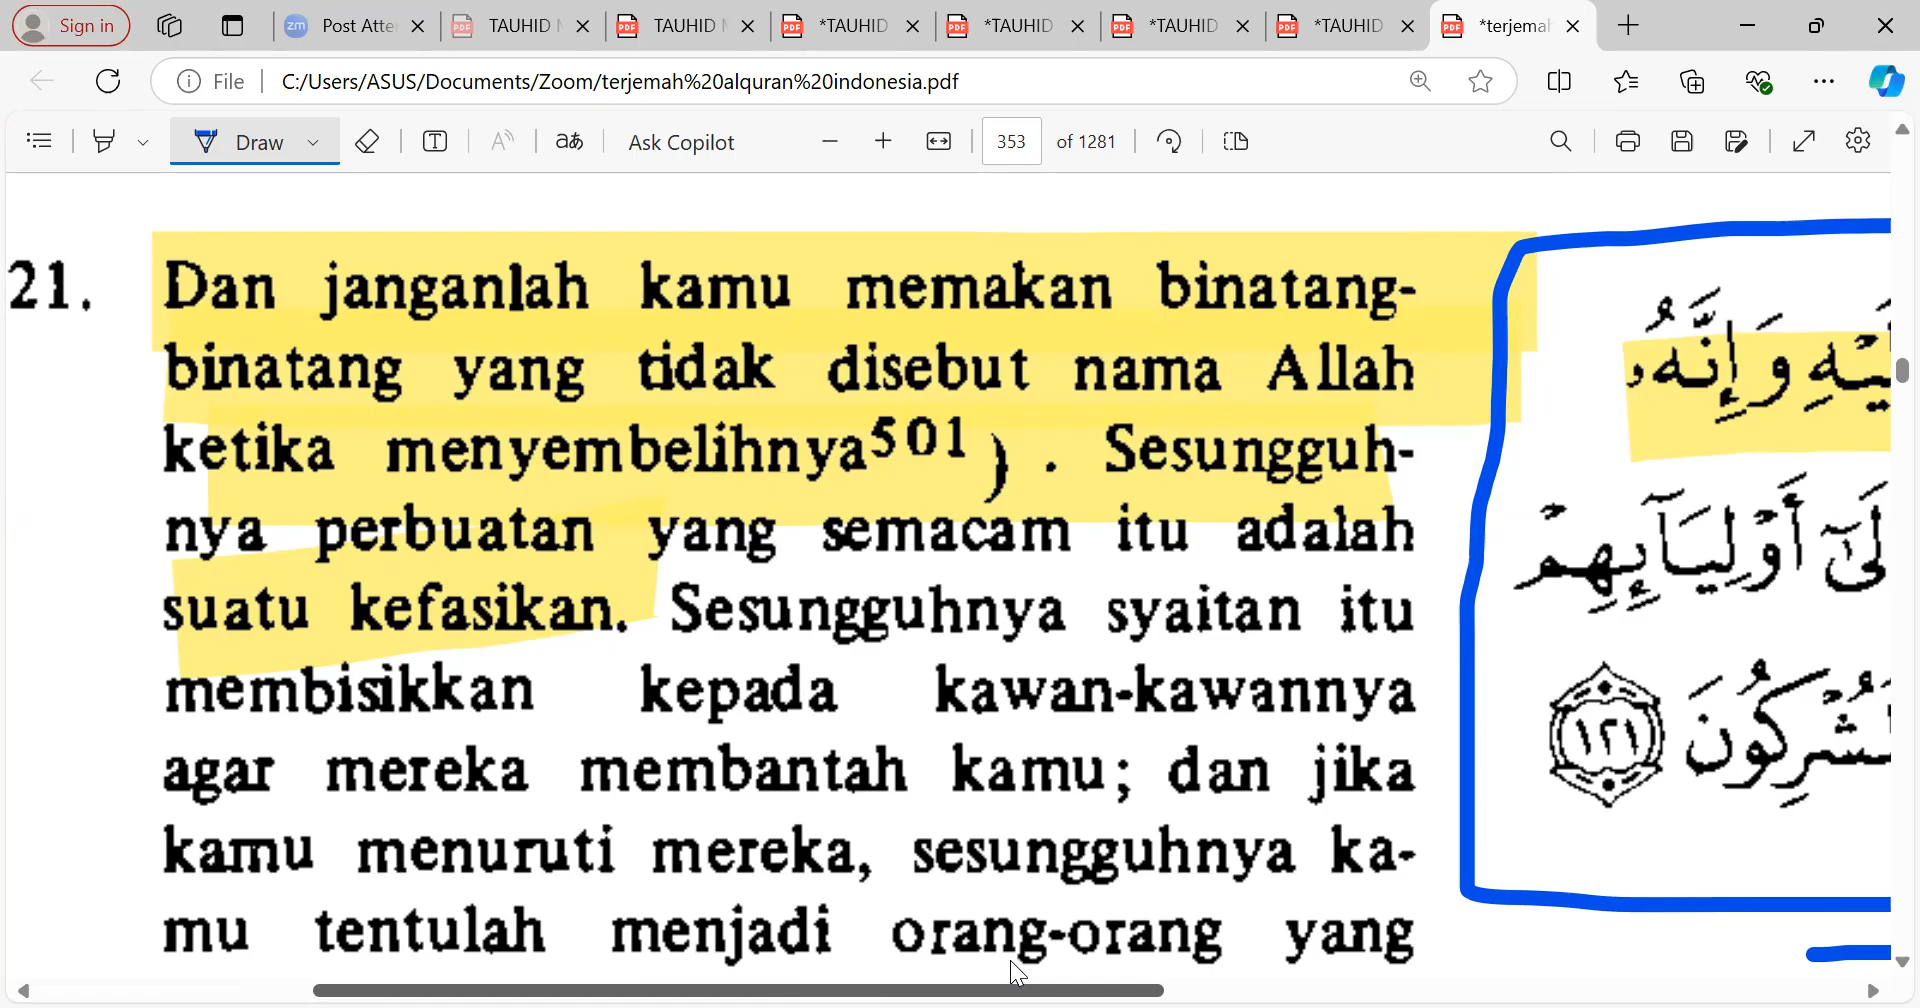 Sign in
Post Atte
TAUHID
TAUHID
*TAUHID
*TAUHID
*TAUHID
*TAUHID
*terjemah
File
C:/Users/ASUS/Documents/Zoom/terjemah%20alquran%20indonesia.pdf
Draw
Ask Copilot
353 of 1281
21. Dan janganlah kamu memakan binatang-
binatang yang tidak disebut nama Allah
ketika menyembelihnya501). Sesungguh-
nya perbuatan yang semacam itu adalah
suatu kefasikan. Sesungguhnya syaitan itu
membisikkan kepada kawan-kawannya
agar mereka membantah kamu; dan jika
kamu menuruti mereka, sesungguhnya ka-
mu tentulah menjadi orang-orang yang
وَإِنَّهُۥ
أَوْلِيَآئِهِمْ
١٢١